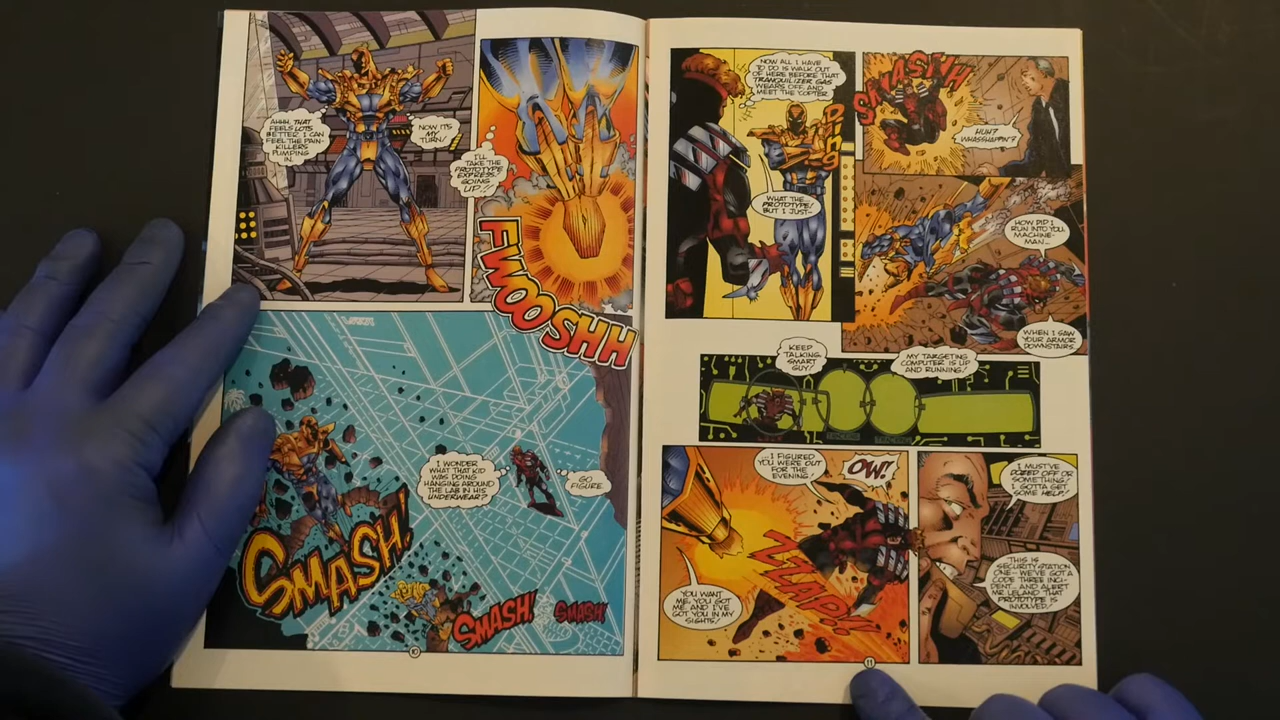 AHHH. THAT
FEELS LOTS
BETTER. I CAN
FEEL THE PAIN-
KILLERS
PUMPING
IN.
NOW IT'S
MY
TURN!
I'LL
TAKE THE
PROTOTYPE
EXPRESS.
GOING
UP!!
FWOOSHH
I WONDER
WHAT THAT KID
WAS DOING
HANGING AROUND
THE LAB IN HIS
UNDERWEAR?
GO
FIGURE.
SMASH!
SMASH!
SMASH!
10
NOW ALL I HAVE
TO DO IS WALK OUT
OF HERE BEFORE THAT
TRANQUILIZER GAS
WEARS OFF, AND
MEET THE 'COPTER.
Ding
WHAT THE...
PROTOTYPE!
BUT I JUST--
SMASHH
HUH?
WHASSHAPPIN'?
HOW DID I
RUN INTO YOU,
MACHINE-
MAN...
WHEN I SAW
YOUR ARMOR
DOWNSTAIRS.
KEEP
TALKING,
SMART
GUY!
MY TARGETING
COMPUTER IS UP
AND RUNNING!
...I FIGURED
YOU WERE OUT
FOR THE
EVENING!
OW!
ZZZAP!!
YOU WANT
ME, YOU GOT
ME. AND I'VE
GOT YOU IN MY
SIGHTS!
I MUST'VE
DOZED OFF OR
SOMETHING!
I GOTTA GET
SOME HELP!
THIS IS
SECURITY STATION
ONE-- WE'VE GOT A
CODE THREE INCI-
DENT. AND ALERT
MR. LELAND THAT
PROTOTYPE IS
INVOLVED!
11